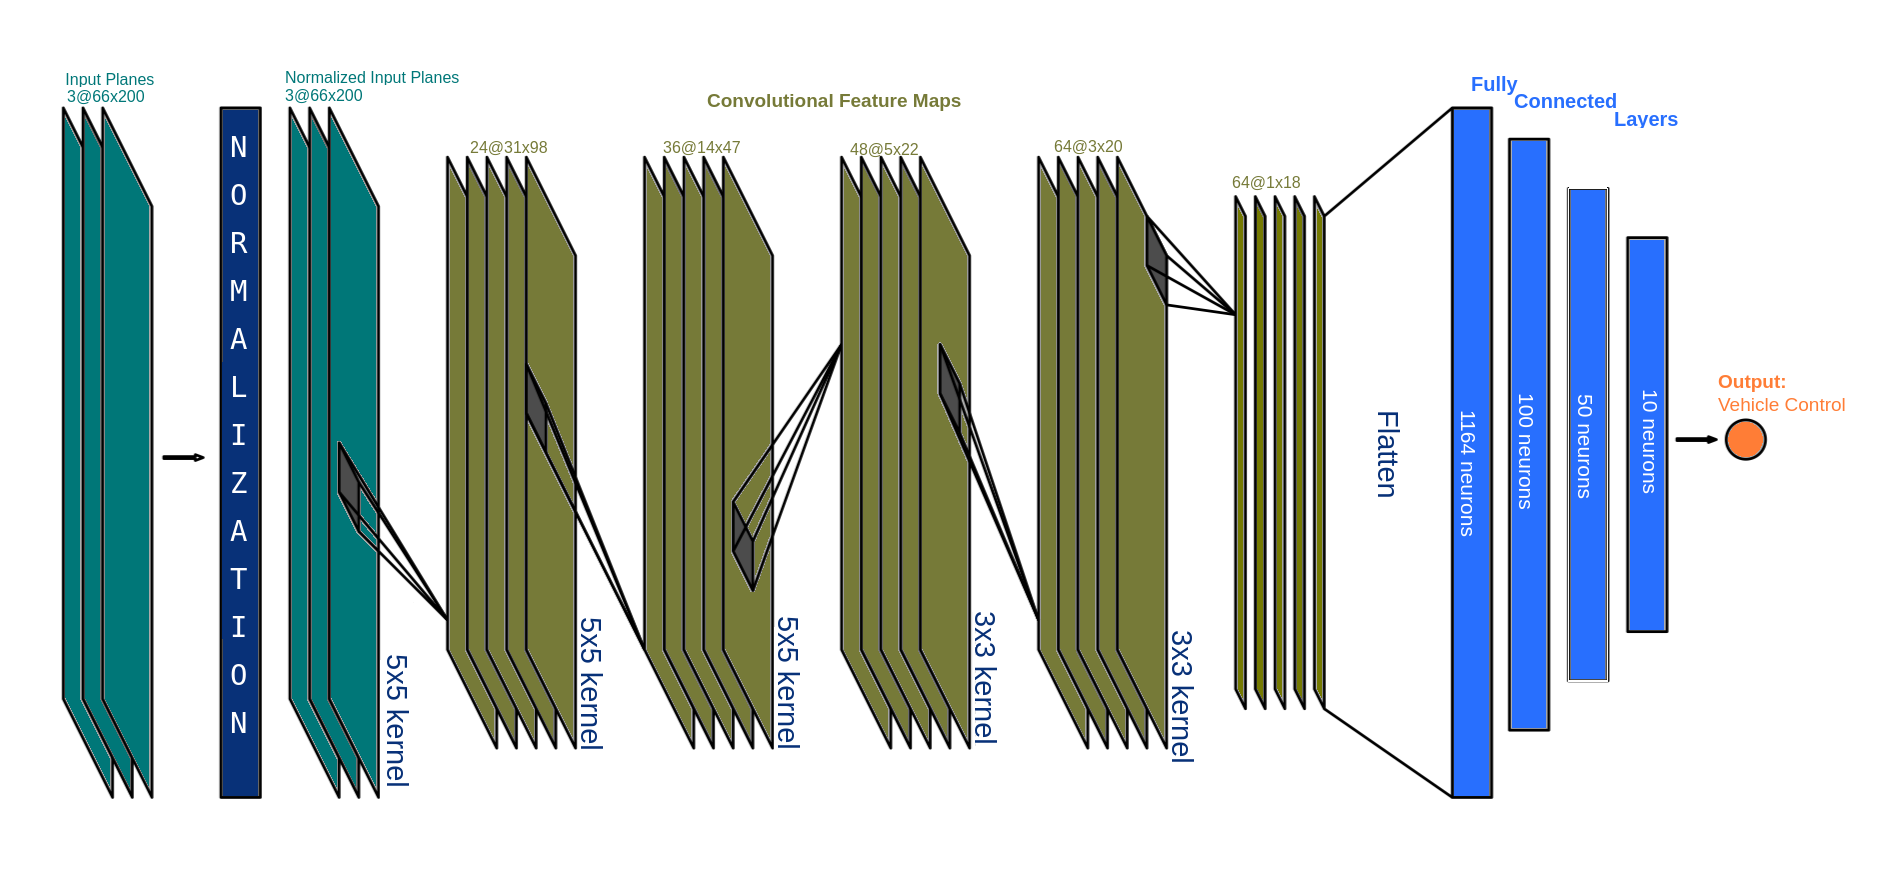 Input Planes
3@66x200
NORMALIZATION
Normalized Input Planes
3@66x200
5x5 kernel
Convolutional Feature Maps
24@31x98
5x5 kernel
36@14x47
5x5 kernel
48@5x22
3x3 kernel
64@3x20
3x3 kernel
64@1x18
Flatten
Fully
Connected
Layers
1164 neurons
100 neurons
50 neurons
10 neurons
Output:
Vehicle Control